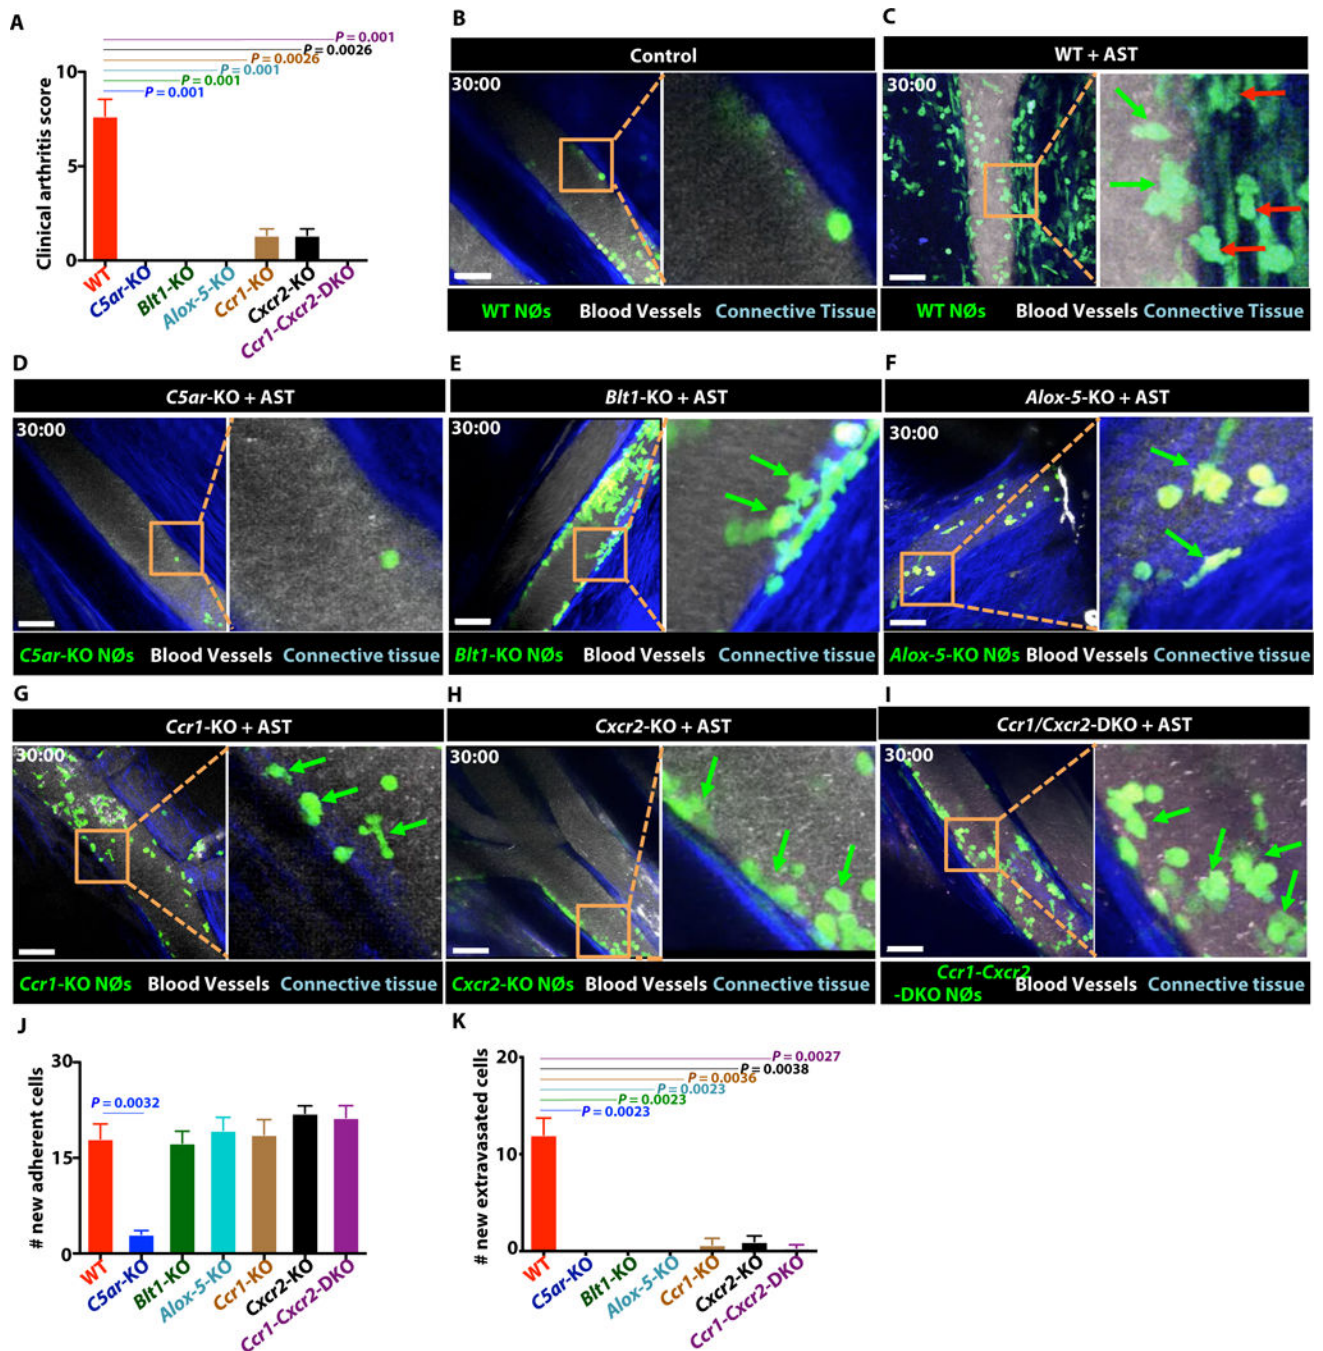 A
P = 0.001
P = 0.0026
P = 0.0026
P = 0.001
P = 0.001
P = 0.001
Clinical arthritis score
10
5
0
WT
C5ar-KO
Blt1-KO
Alox-5-KO
Ccr1-KO
Cxcr2-KO
Ccr1-Cxcr2-DKO
B
Control
30:00
WT NØs Blood Vessels Connective Tissue
C
WT + AST
30:00
WT NØs Blood Vessels Connective Tissue
D
C5ar-KO + AST
30:00
C5ar-KO NØs Blood Vessels Connective tissue
E
Blt1-KO + AST
30:00
Blt1-KO NØs Blood Vessels Connective tissue
F
Alox-5-KO + AST
30:00
Alox-5-KO NØs Blood Vessels Connective tissue
G
Ccr1-KO + AST
30:00
Ccr1-KO NØs Blood Vessels Connective tissue
H
Cxcr2-KO + AST
30:00
Cxcr2-KO NØs Blood Vessels Connective tissue
I
Ccr1/Cxcr2-DKO + AST
30:00
Ccr1-Cxcr2
-DKO NØs Blood Vessels Connective tissue
J
# new adherent cells
30
15
0
P = 0.0032
WT
C5ar-KO
Blt1-KO
Alox-5-KO
Ccr1-KO
Cxcr2-KO
Ccr1-Cxcr2-DKO
K
# new extravasated cells
20
10
0
P = 0.0027
P = 0.0038
P = 0.0036
P = 0.0023
P = 0.0023
P = 0.0023
WT
C5ar-KO
Blt1-KO
Alox-5-KO
Ccr1-KO
Cxcr2-KO
Ccr1-Cxcr2-DKO